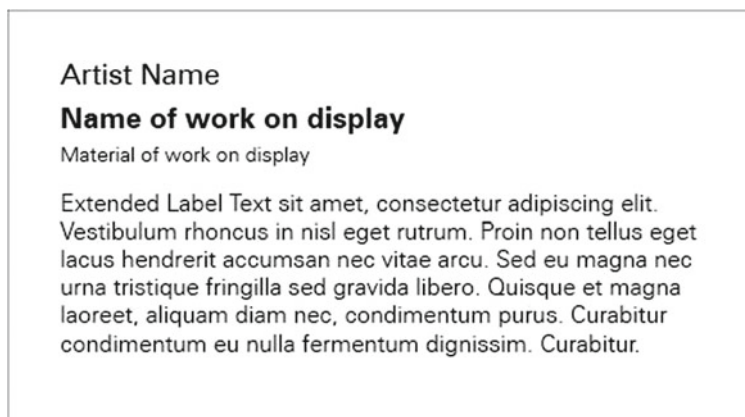 Artist Name
Name of work on display
Material of work on display
Extended Label Text sit amet, consectetur adipiscing elit.
Vestibulum rhoncus in nisl eget rutrum. Proin non tellus eget
lacus hendrerit accumsan nec vitae arcu. Sed eu magna nec
urna tristique fringilla sed gravida libero. Quisque et magna
laoreet, aliquam diam nec, condimentum purus. Curabitur
condimentum eu nulla fermentum dignissim. Curabitur.